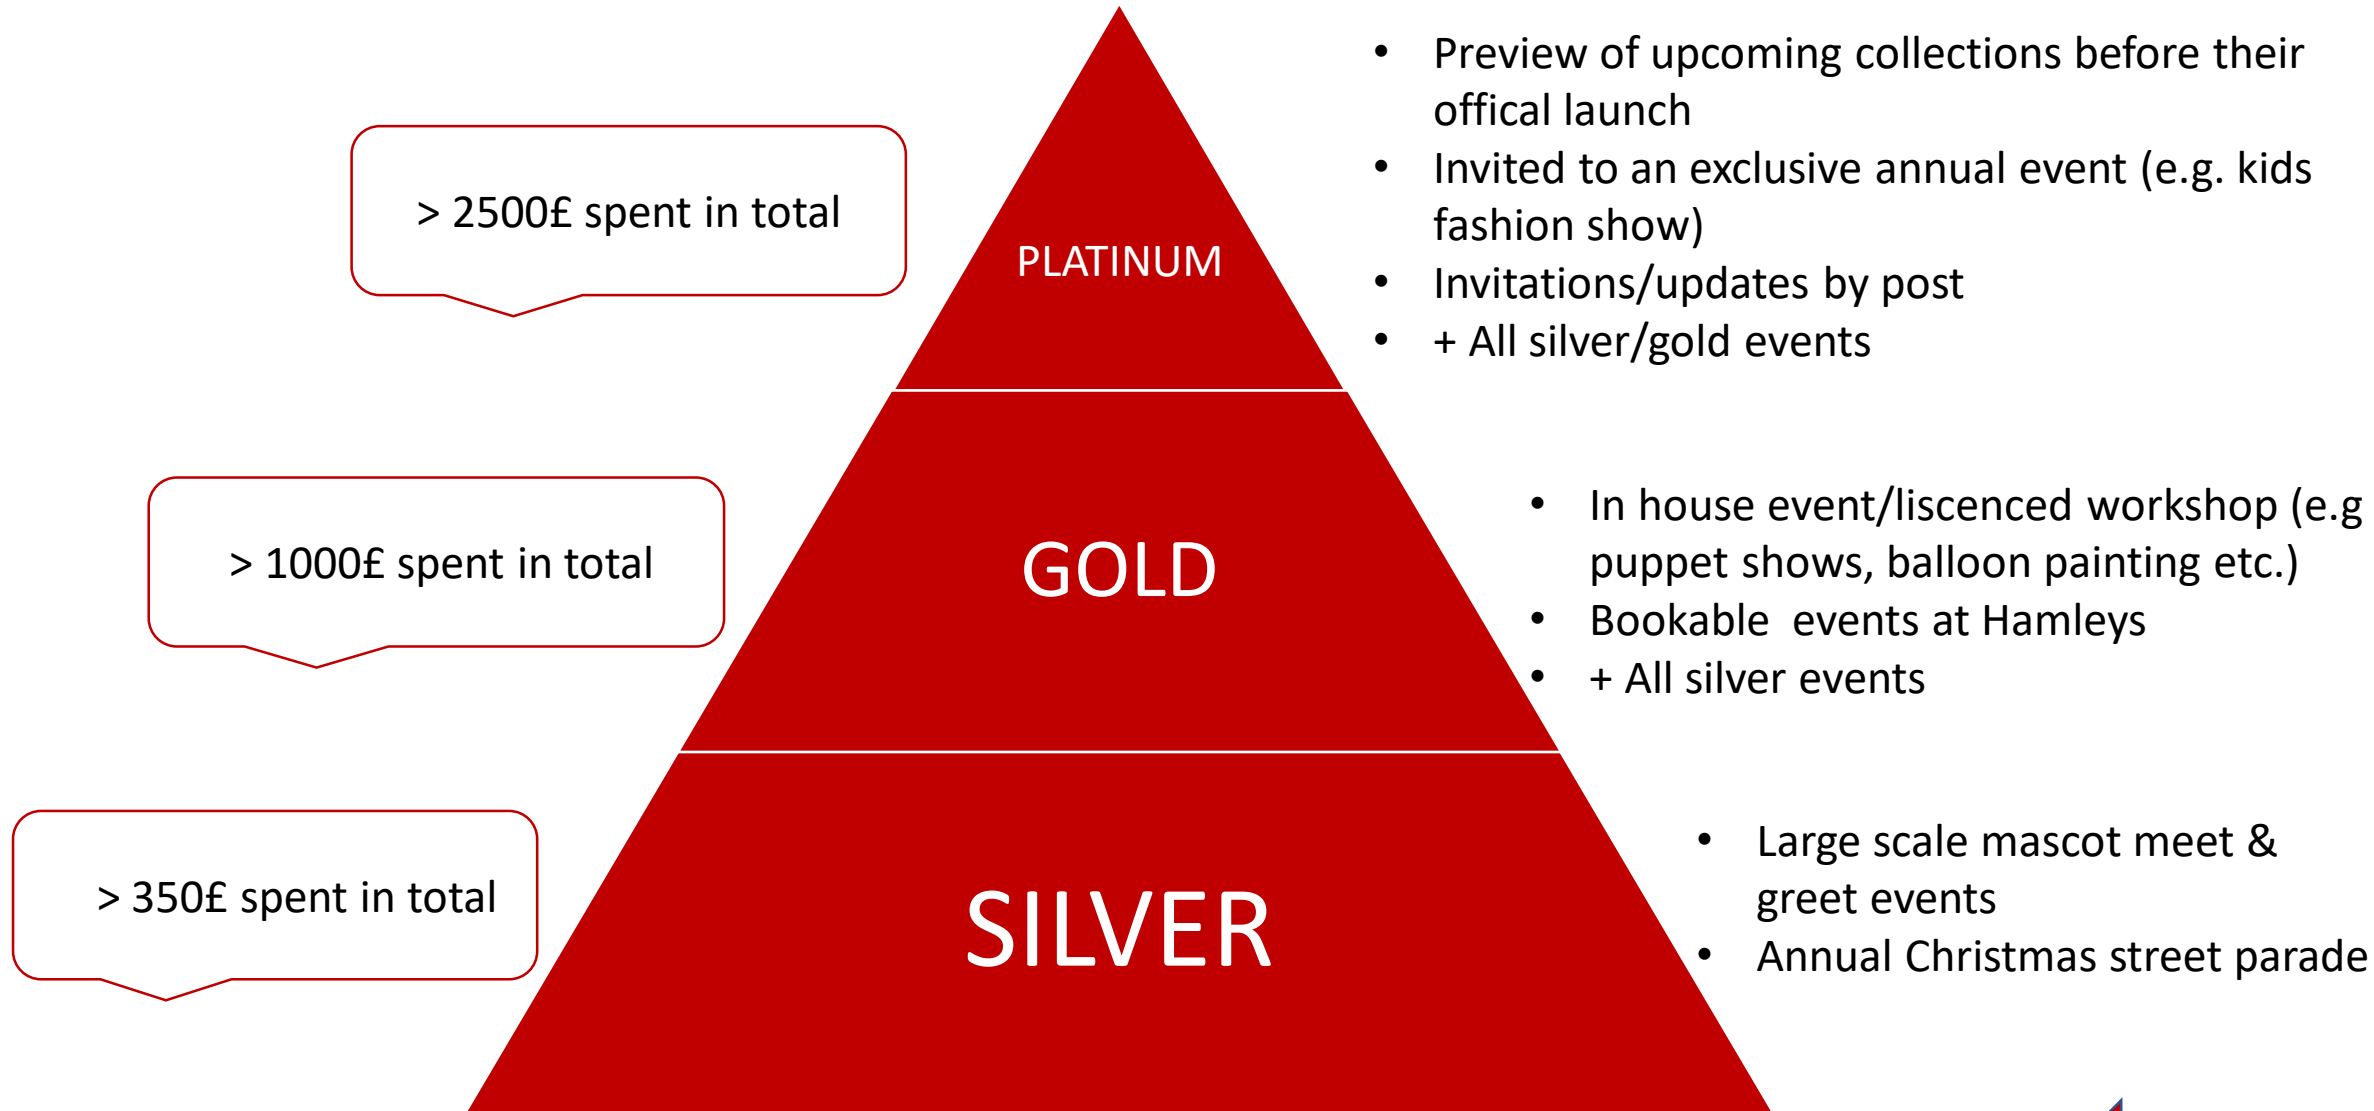 • Preview of upcoming collections before their
offical launch
• Invited to an exclusive annual event (e.g. kids
fashion show)
• Invitations/updates by post
• + All silver/gold events
> 2500£ spent in total
PLATINUM
• In house event/liscenced workshop (e.g
puppet shows, balloon painting etc.)
• Bookable  events at Hamleys
• + All silver events
> 1000£ spent in total
GOLD
• Large scale mascot meet &
greet events
• Annual Christmas street parade
> 350£ spent in total
SILVER